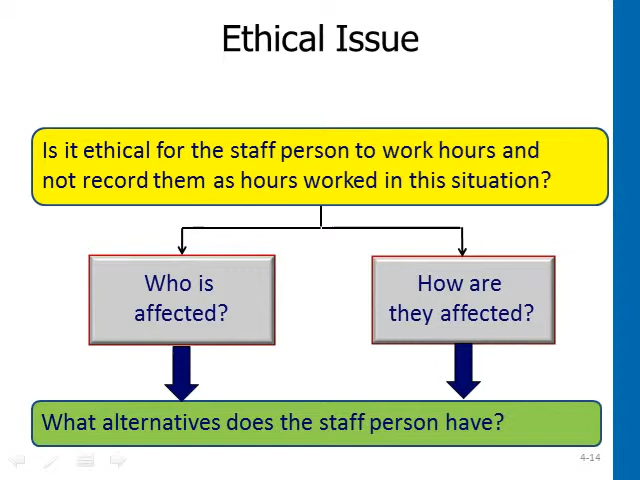 Ethical Issue
Is it ethical for the staff person to work hours and
not record them as hours worked in this situation?
Who is
affected?
How are
they affected?
What alternatives does the staff person have?
4-14